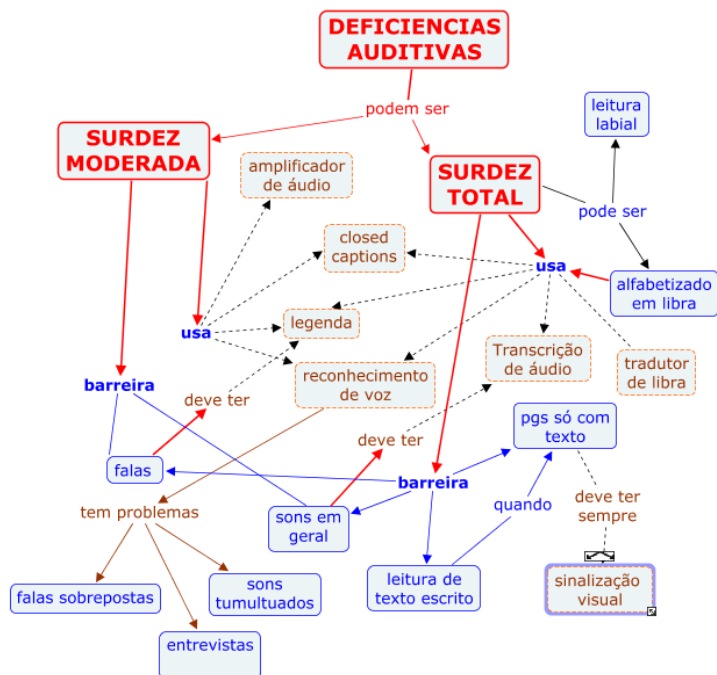 DEFICIENCIAS
AUDITIVAS
podem ser
leitura
labial
SURDEZ
MODERADA
amplificador
de áudio
SURDEZ
TOTAL
pode ser
closed
captions
usa
alfabetizado
em libra
legenda
usa
Transcrição
de áudio
tradutor
de libra
reconhecimento
de voz
barreira
deve ter
pgs só com
texto
deve ter
falas
barreira
quando
deve ter
sempre
tem problemas
sons em
geral
leitura de
texto escrito
sinalização
visual
falas sobrepostas
sons
tumultuados
entrevistas